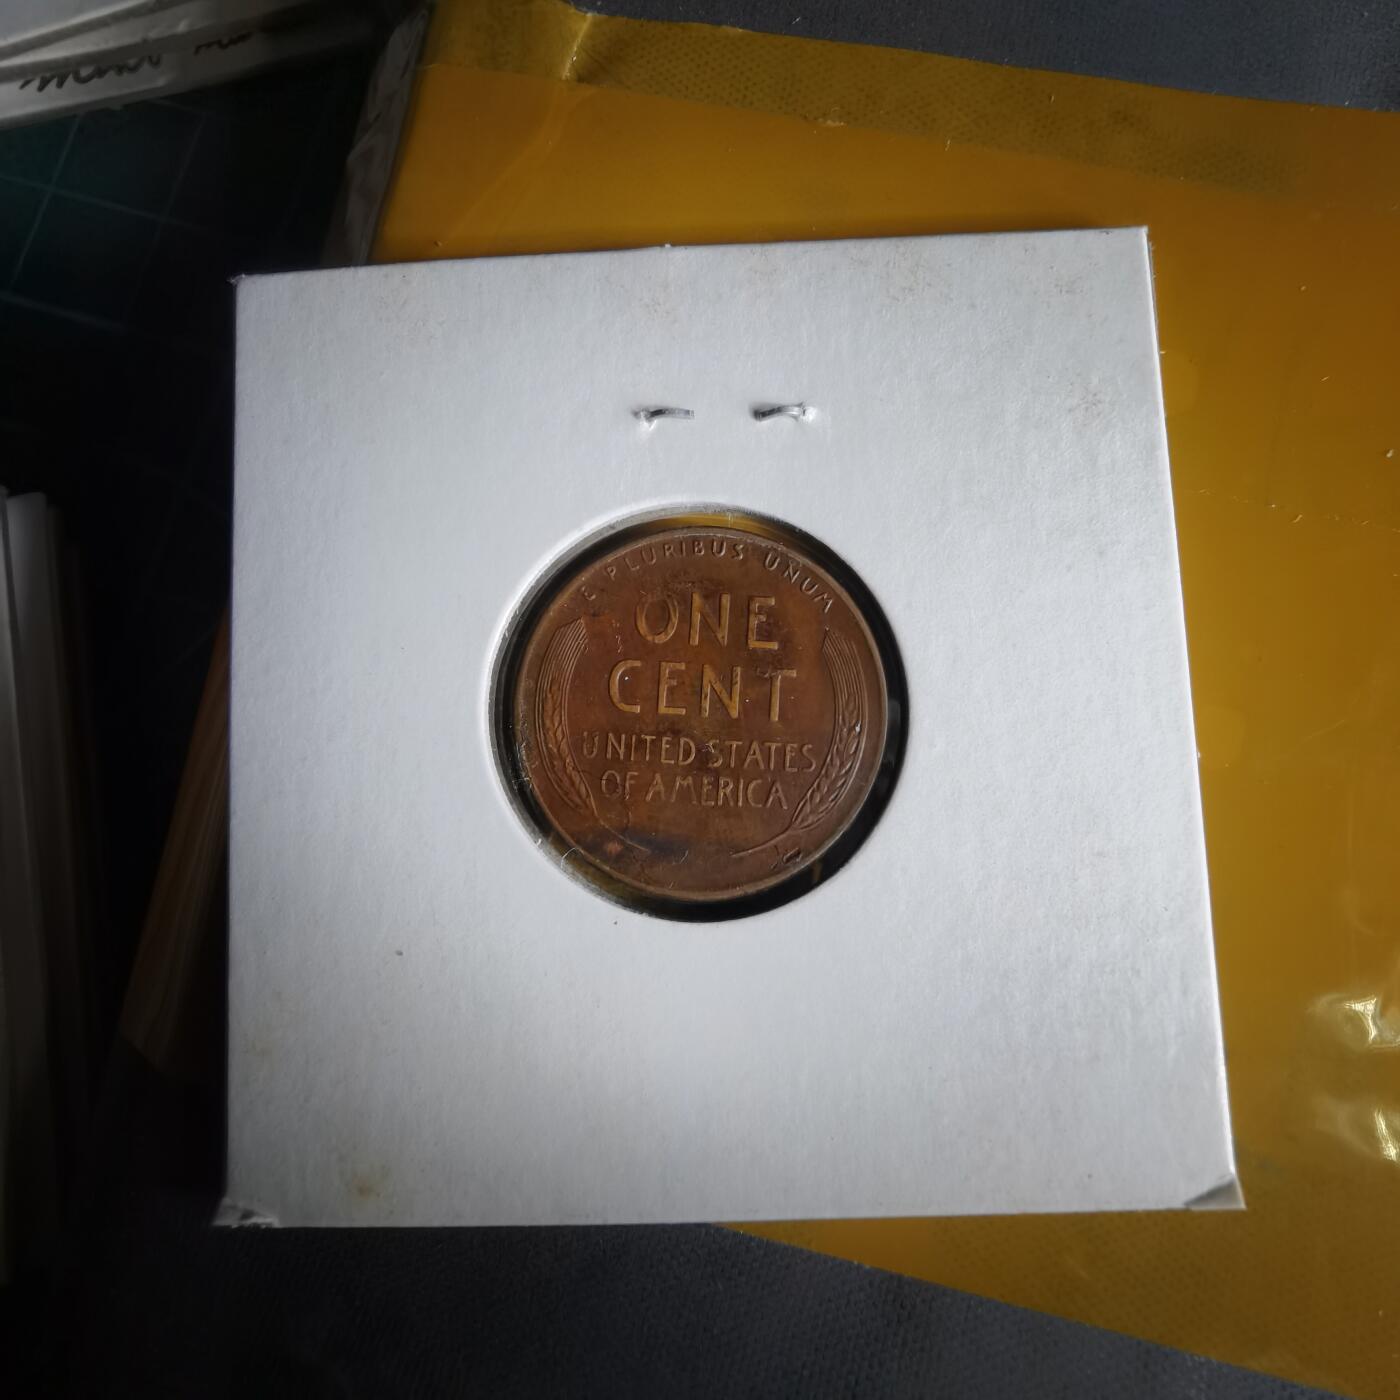 E PLURIBUS UNUM
ONE
CENT
UNITED STATES
OF AMERICA